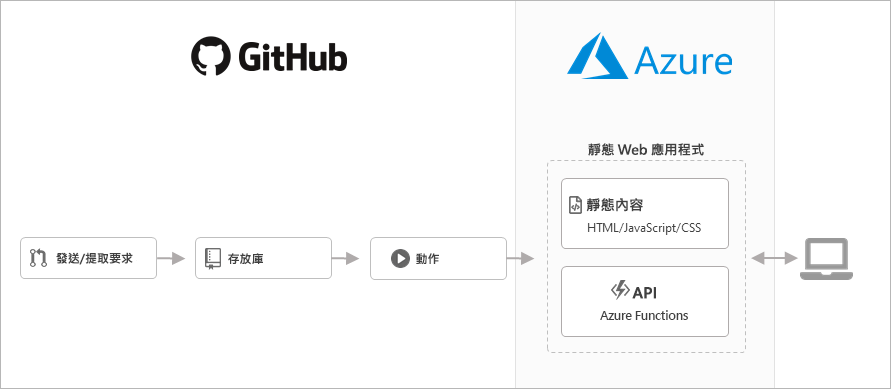 GitHub
Azure
靜態 Web 應用程式
靜態內容
HTML/JavaScript/CSS
發送/提取要求
存放庫
動作
API
Azure Functions